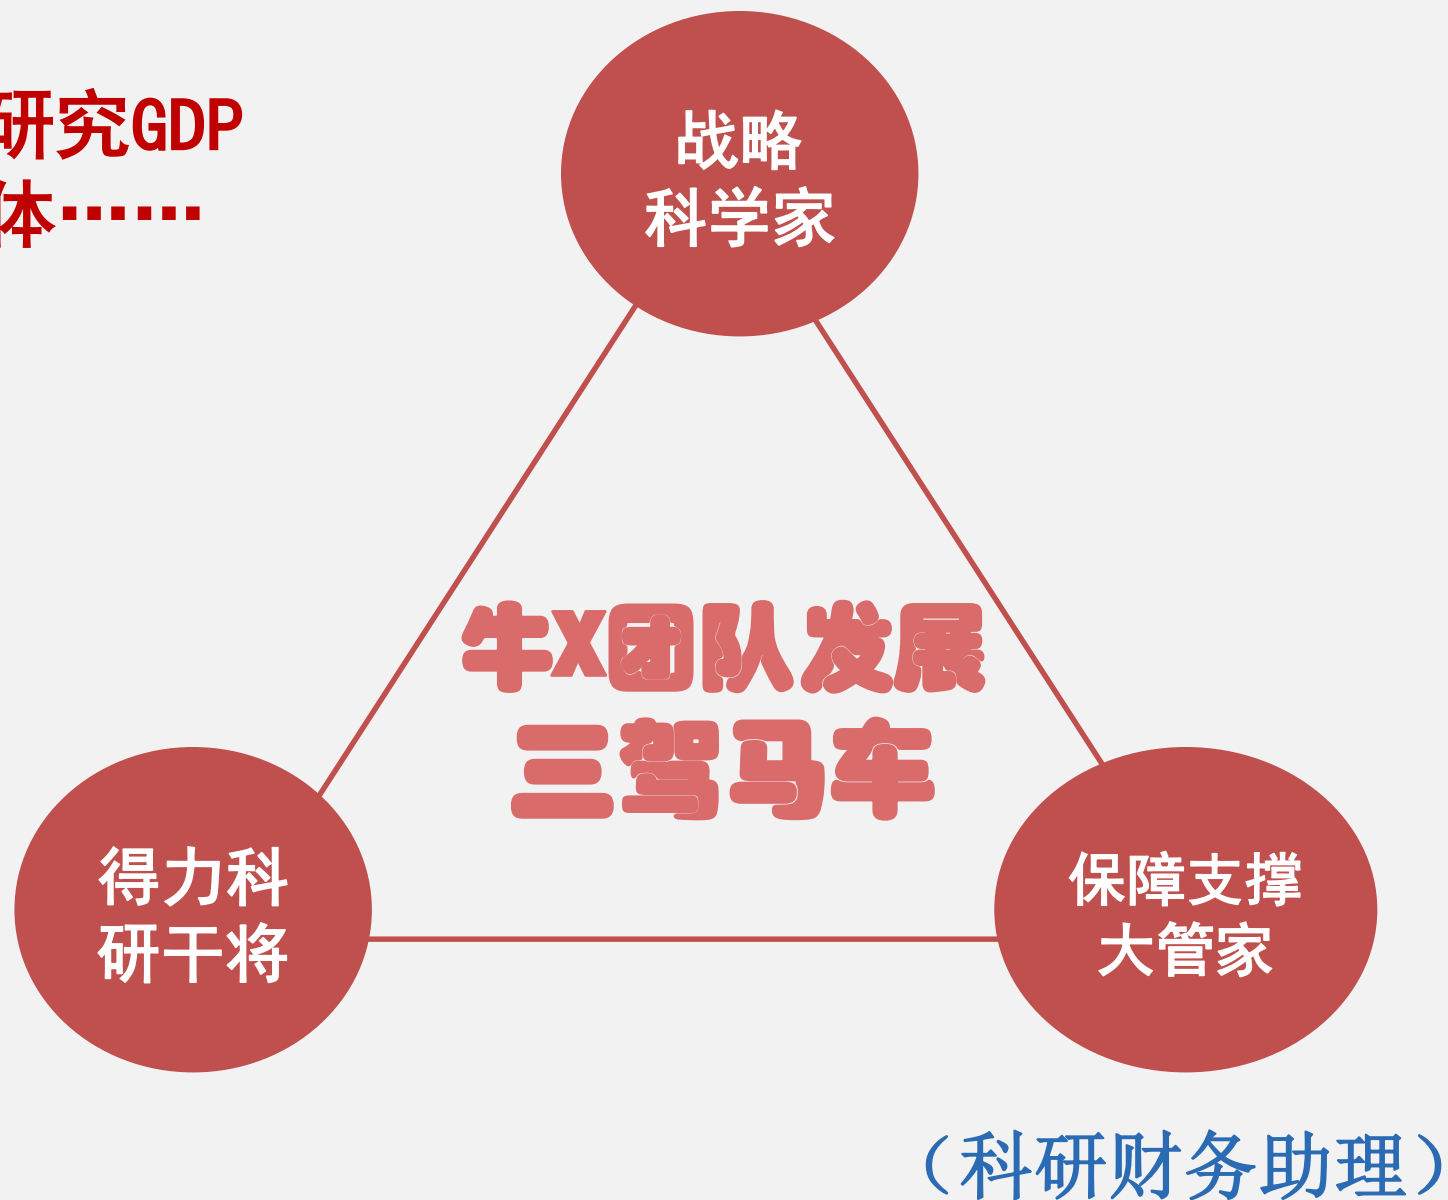 研究GDP
体……
战略
科学家
牛X团队发展
三驾马车
得力科
研干将
保障支撑
大管家
（科研财务助理）